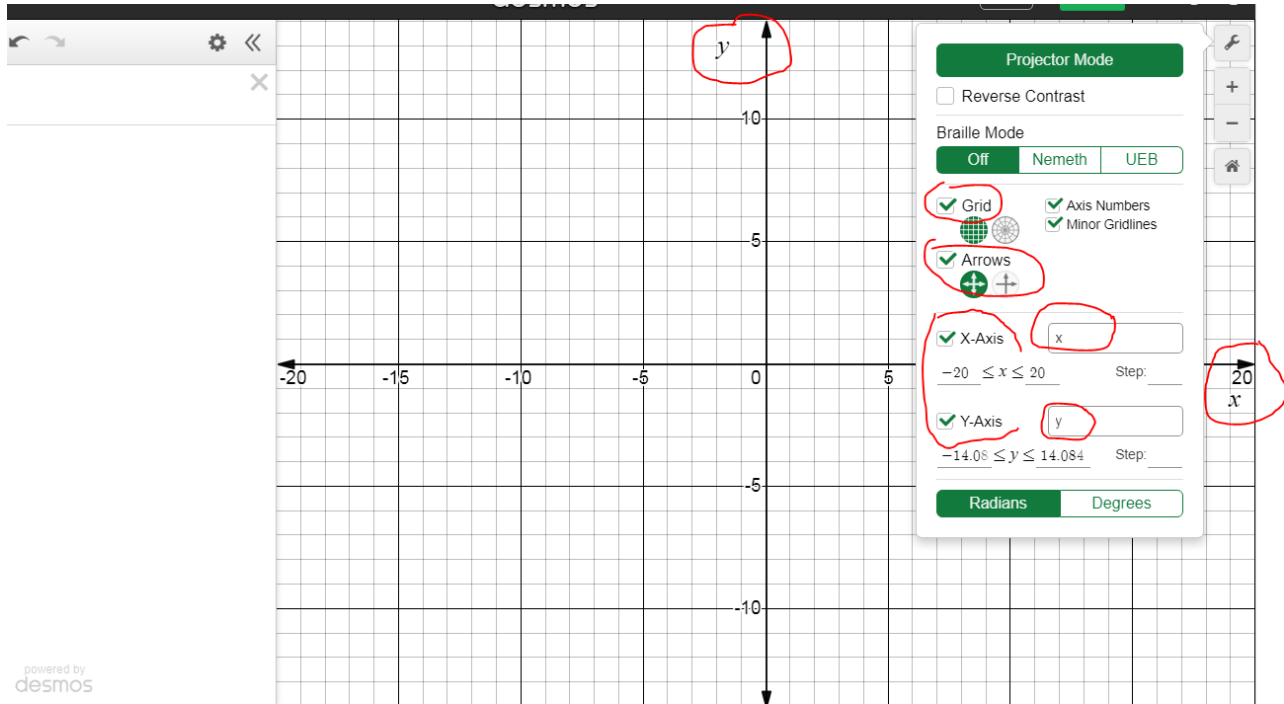 desmos
y
Projector Mode
Reverse Contrast
Braille Mode
Off Nemeth UEB
Grid Axis Numbers
Minor Gridlines
Arrows
X-Axis x
−20 ≤ x ≤ 20 Step:
Y-Axis y
−14.08 ≤ y ≤ 14.084 Step:
Radians Degrees
10
5
-20 -15 -10 -5 0 5 20
x
-5
-10
powered by
desmos